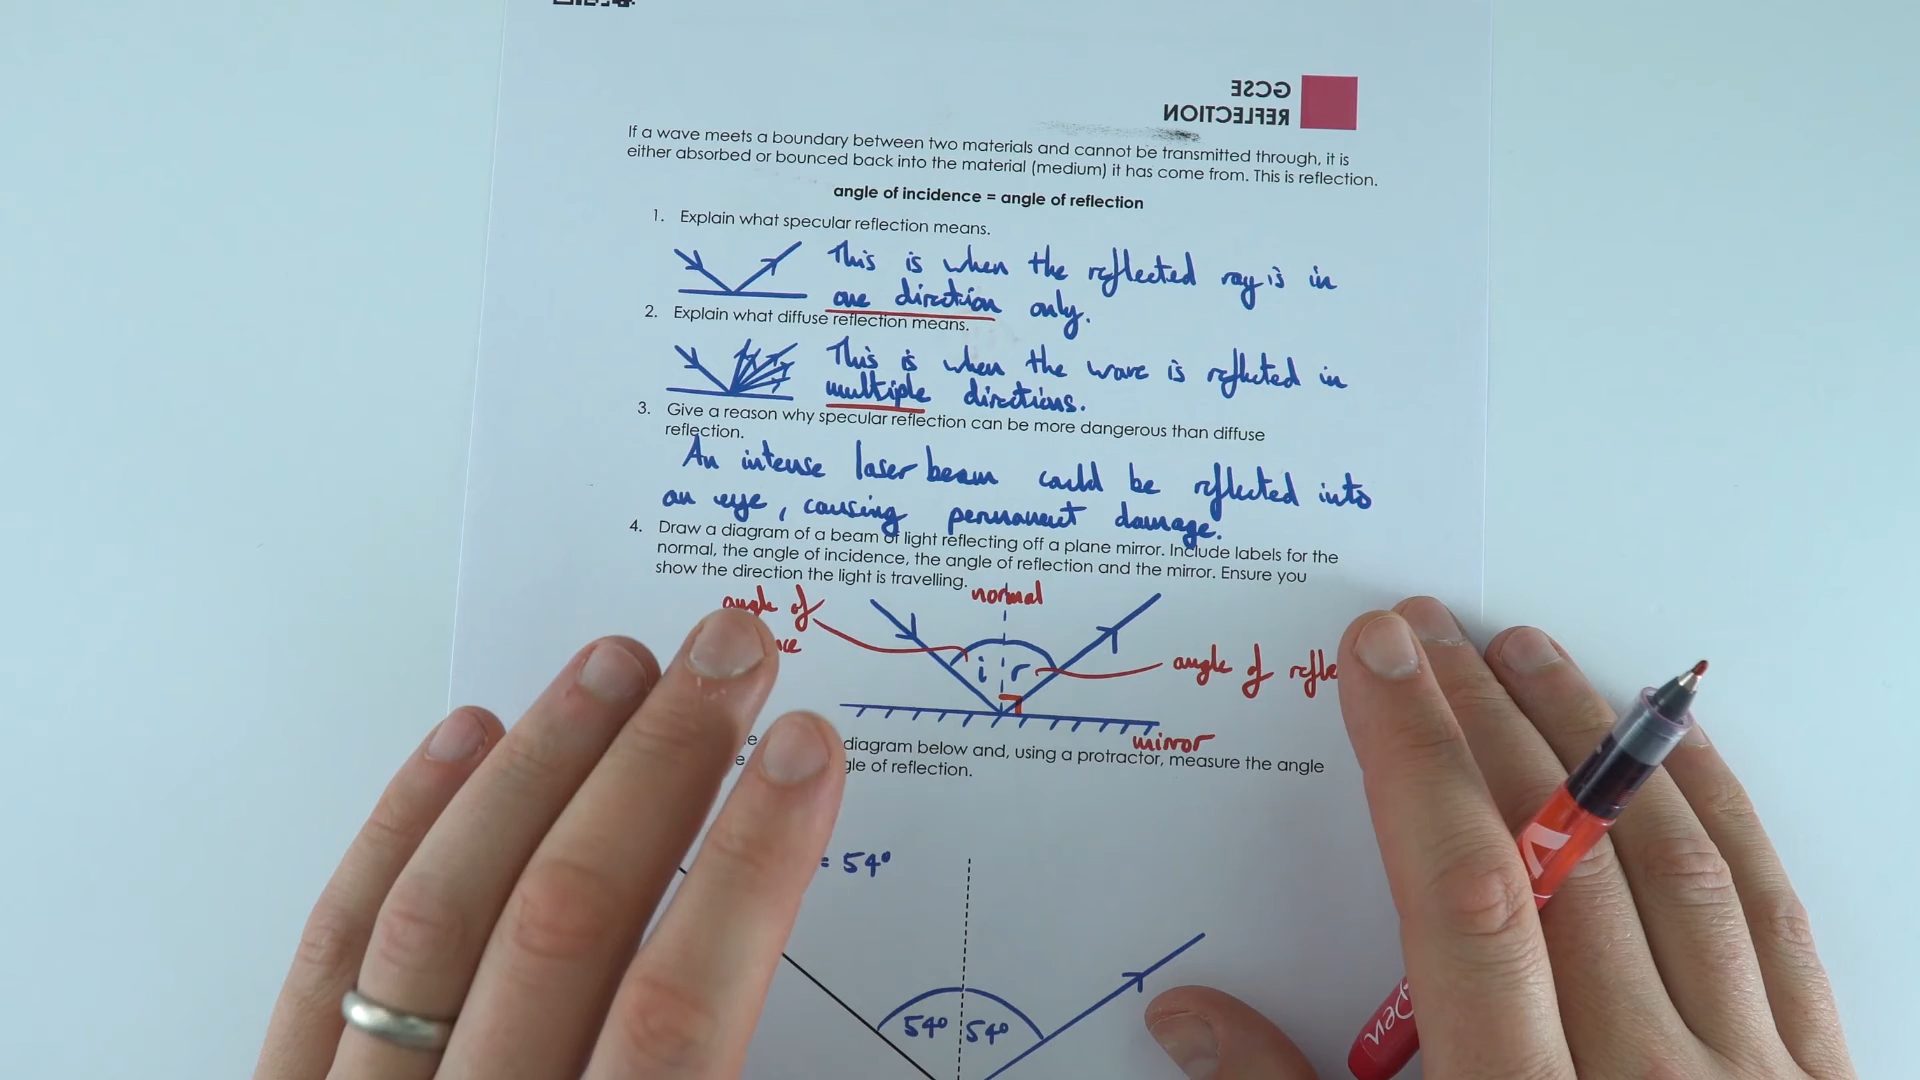 GCSE
REFLECTION
If a wave meets a boundary between two materials and cannot be transmitted through, it is
either absorbed or bounced back into the material (medium) it has come from. This is reflection.
angle of incidence = angle of reflection
1. Explain what specular reflection means.
This is when the reflected ray is in
one direction only.
2. Explain what diffuse reflection means.
This is when the wave is reflected in
multiple directions.
3. Give a reason why specular reflection can be more dangerous than diffuse
reflection.
An intense laser beam could be reflected into
an eye, causing permanent damage.
4. Draw a diagram of a beam of light reflecting off a plane mirror. Include labels for the
normal, the angle of incidence, the angle of reflection and the mirror. Ensure you
show the direction the light is travelling.
normal
angle of
i r
angle of
mirror
diagram below and, using a protractor, measure the angle
of reflection.
= 54°
54° 54°